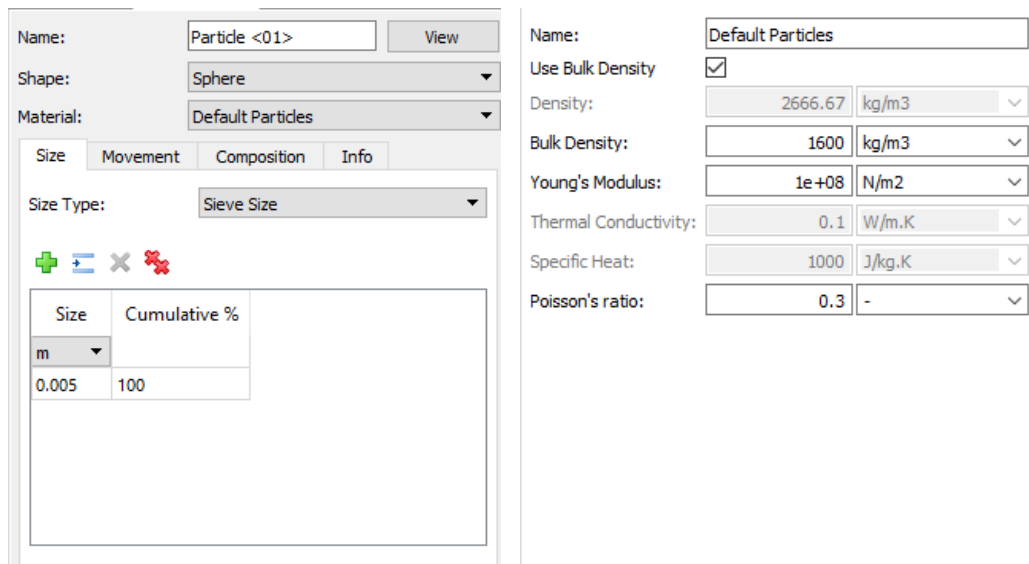 Name: Particle <01> View
Shape: Sphere
Material: Default Particles
Size Movement Composition Info
Size Type: Sieve Size
Size Cumulative %
m
0.005 100
Name: Default Particles
Use Bulk Density
Density: 2666.67 kg/m3
Bulk Density: 1600 kg/m3
Young's Modulus: 1e+08 N/m2
Thermal Conductivity: 0.1 W/m.K
Specific Heat: 1000 J/kg.K
Poisson's ratio: 0.3 -